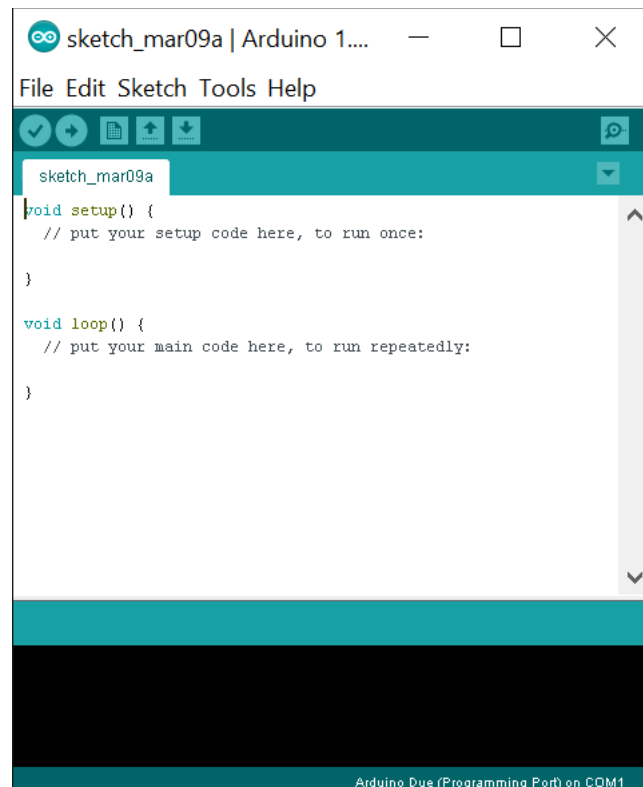 sketch_mar09a | Arduino 1....
File Edit Sketch Tools Help
sketch_mar09a
void setup() {
  // put your setup code here, to run once:
}
void loop() {
  // put your main code here, to run repeatedly:
}
Arduino Due (Programming Port) on COM1